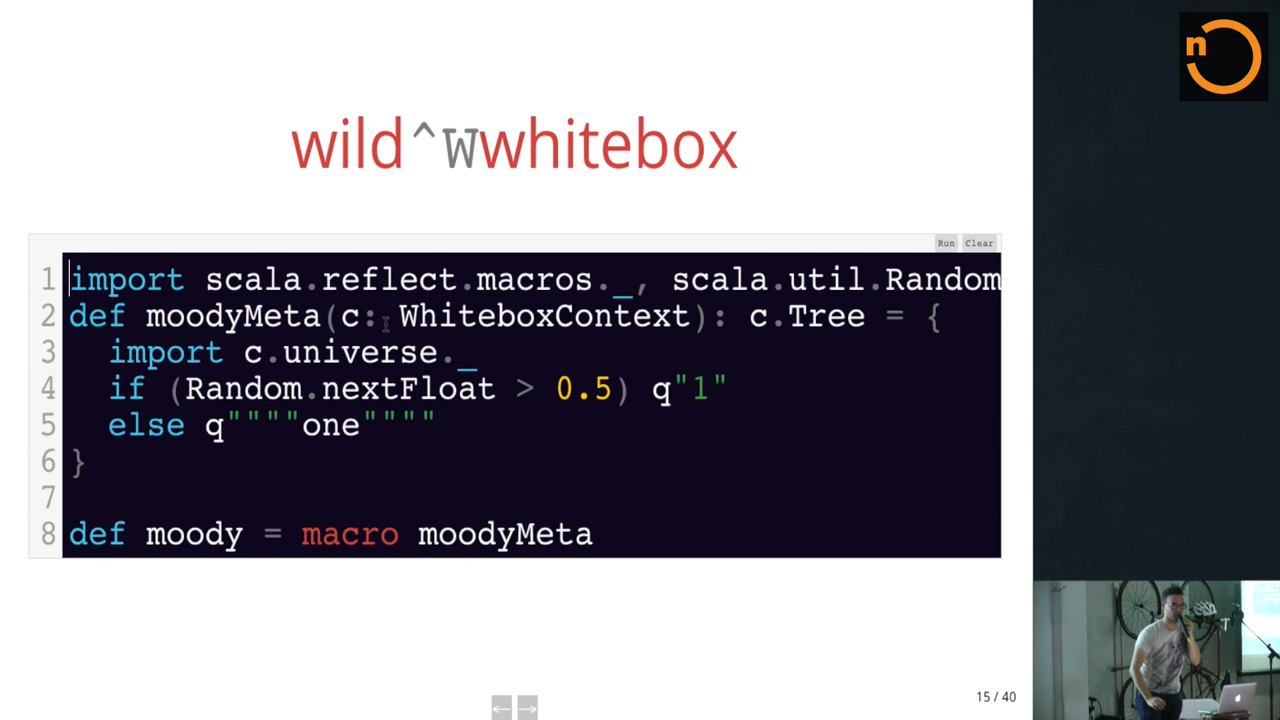 n
wild^Wwhitebox
Run Clear
1 import scala.reflect.macros._, scala.util.Random
2 def moodyMeta(c: WhiteboxContext): c.Tree = {
3 import c.universe._
4 if (Random.nextFloat > 0.5) q"1"
5 else q""""one""""
6 }
7
8 def moody = macro moodyMeta
15 / 40
← →